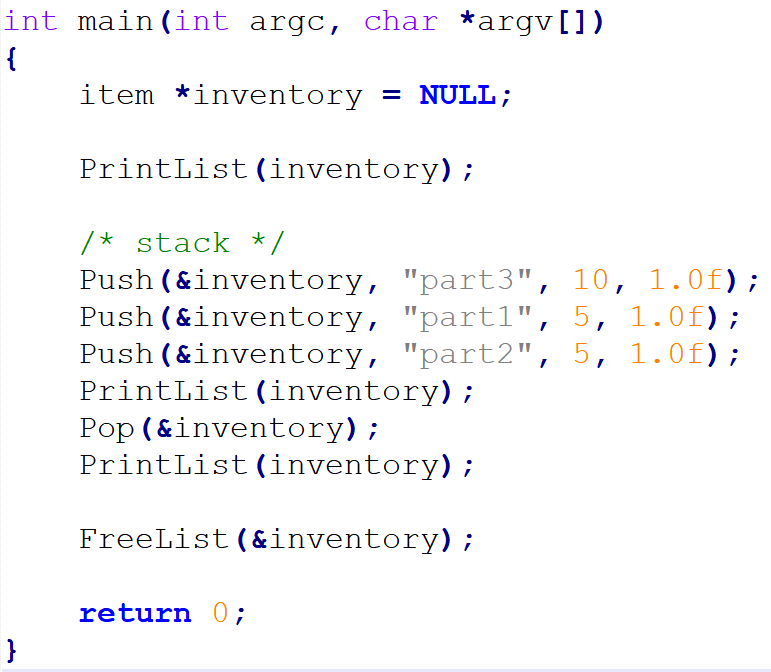 int main(int argc, char *argv[])
{
    item *inventory = NULL;

    PrintList(inventory);

    /* stack */
    Push(&inventory, "part3", 10, 1.0f);
    Push(&inventory, "part1", 5, 1.0f);
    Push(&inventory, "part2", 5, 1.0f);
    PrintList(inventory);
    Pop(&inventory);
    PrintList(inventory);

    FreeList(&inventory);

    return 0;
}